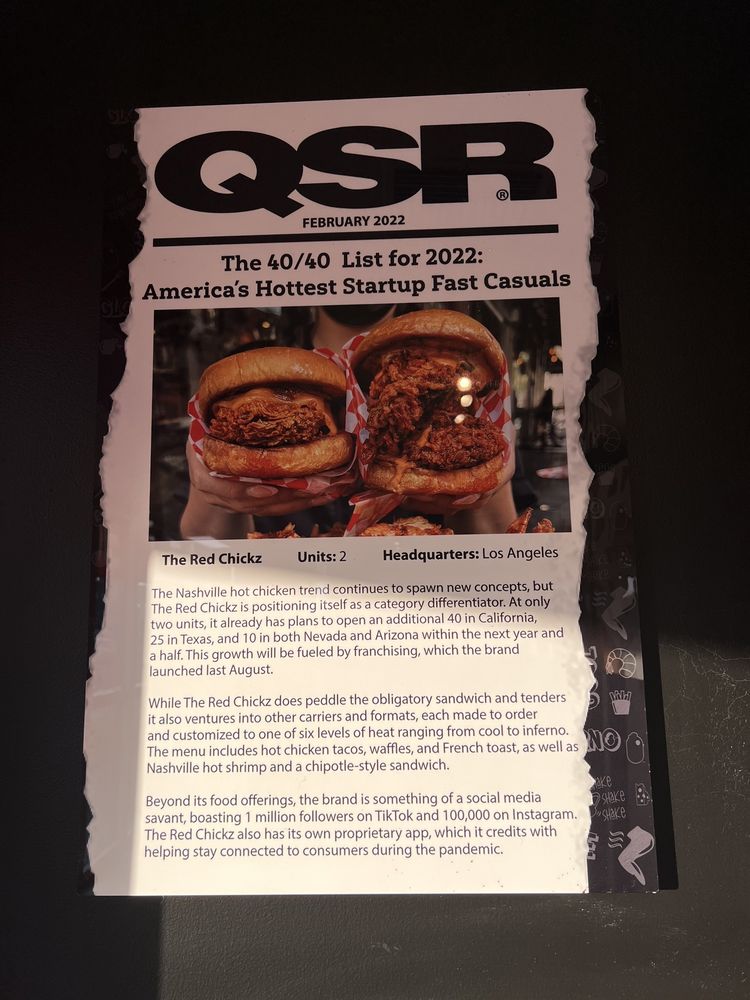 QSR®
FEBRUARY 2022
The 40/40 List for 2022:
America's Hottest Startup Fast Casuals
The Red Chickz Units: 2 Headquarters: Los Angeles
The Nashville hot chicken trend continues to spawn new concepts, but
The Red Chickz is positioning itself as a category differentiator. At only
two units, it already has plans to open an additional 40 in California,
25 in Texas, and 10 in both Nevada and Arizona within the next year and
a half. This growth will be fueled by franchising, which the brand
launched last August.
While The Red Chickz does peddle the obligatory sandwich and tenders
it also ventures into other carriers and formats, each made to order
and customized to one of six levels of heat ranging from cool to inferno.
The menu includes hot chicken tacos, waffles, and French toast, as well as
Nashville hot shrimp and a chipotle-style sandwich.
Beyond its food offerings, the brand is something of a social media
savant, boasting 1 million followers on TikTok and 100,000 on Instagram.
The Red Chickz also has its own proprietary app, which it credits with
helping stay connected to consumers during the pandemic.
SHAKE
SHAKE